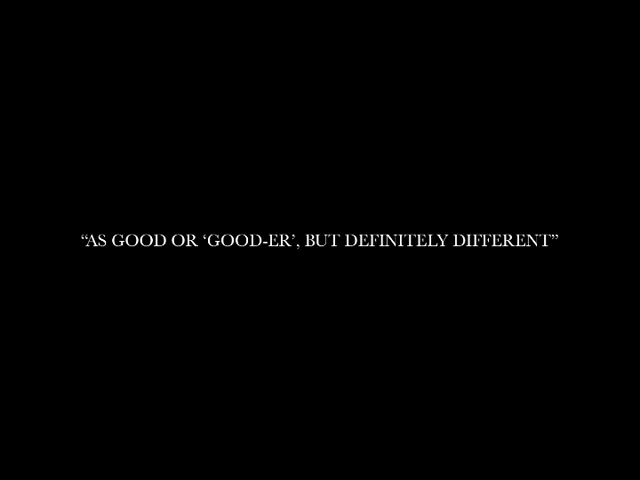 “AS GOOD OR ‘GOOD-ER’, BUT DEFINITELY DIFFERENT”